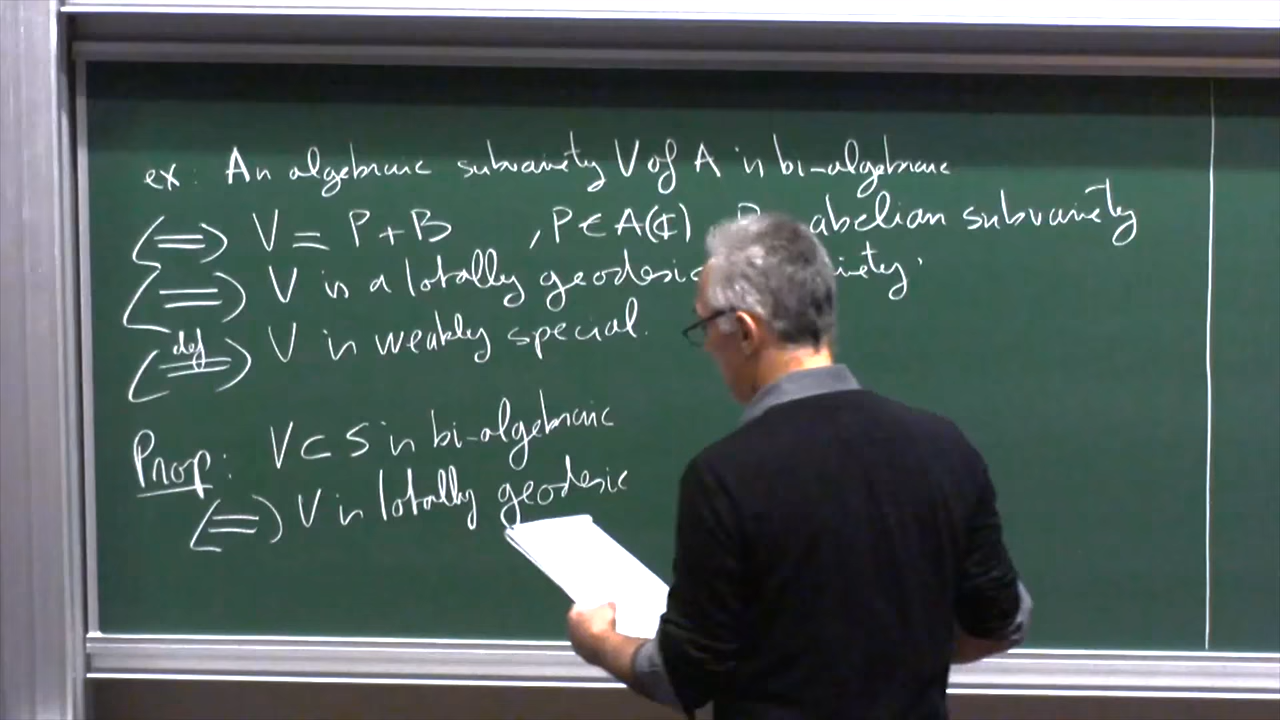 ex: An algebraic subvariety V of A is bi-algebraic
⟺ V = P + B , P ∈ A(ℂ) abelian subvariety
⟺ V is a totally geodesic
⟺ def V is weakly special.
Prop: V ⊂ S is bi-algebraic
⟺ V is totally geodesic